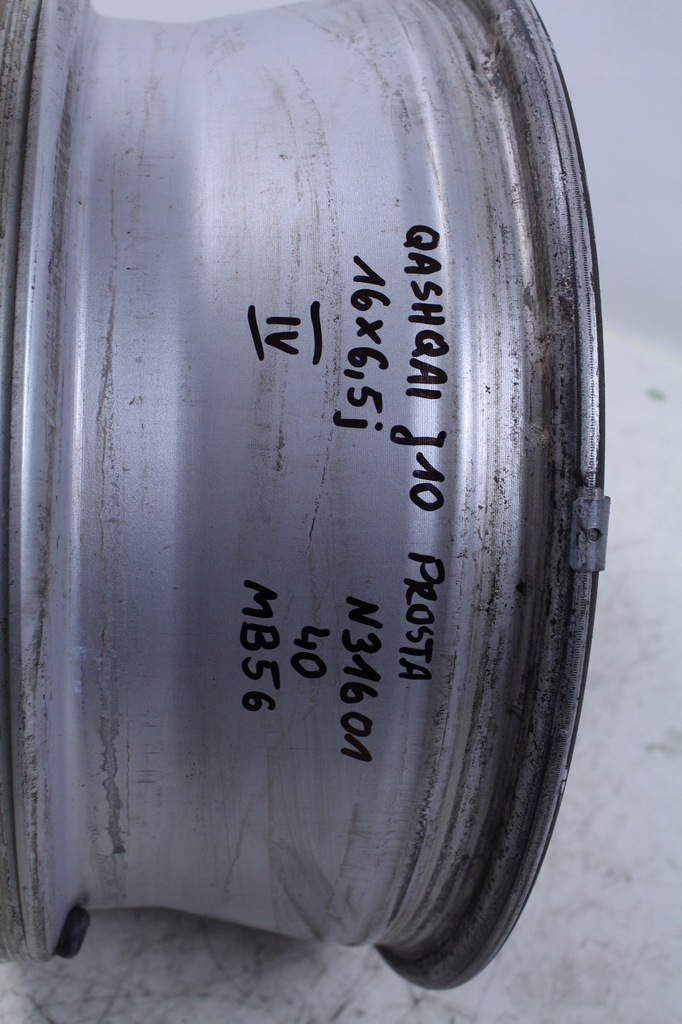 QASHQAI J10 PROSTA
16x6,5j N31601
IV 40
MB56